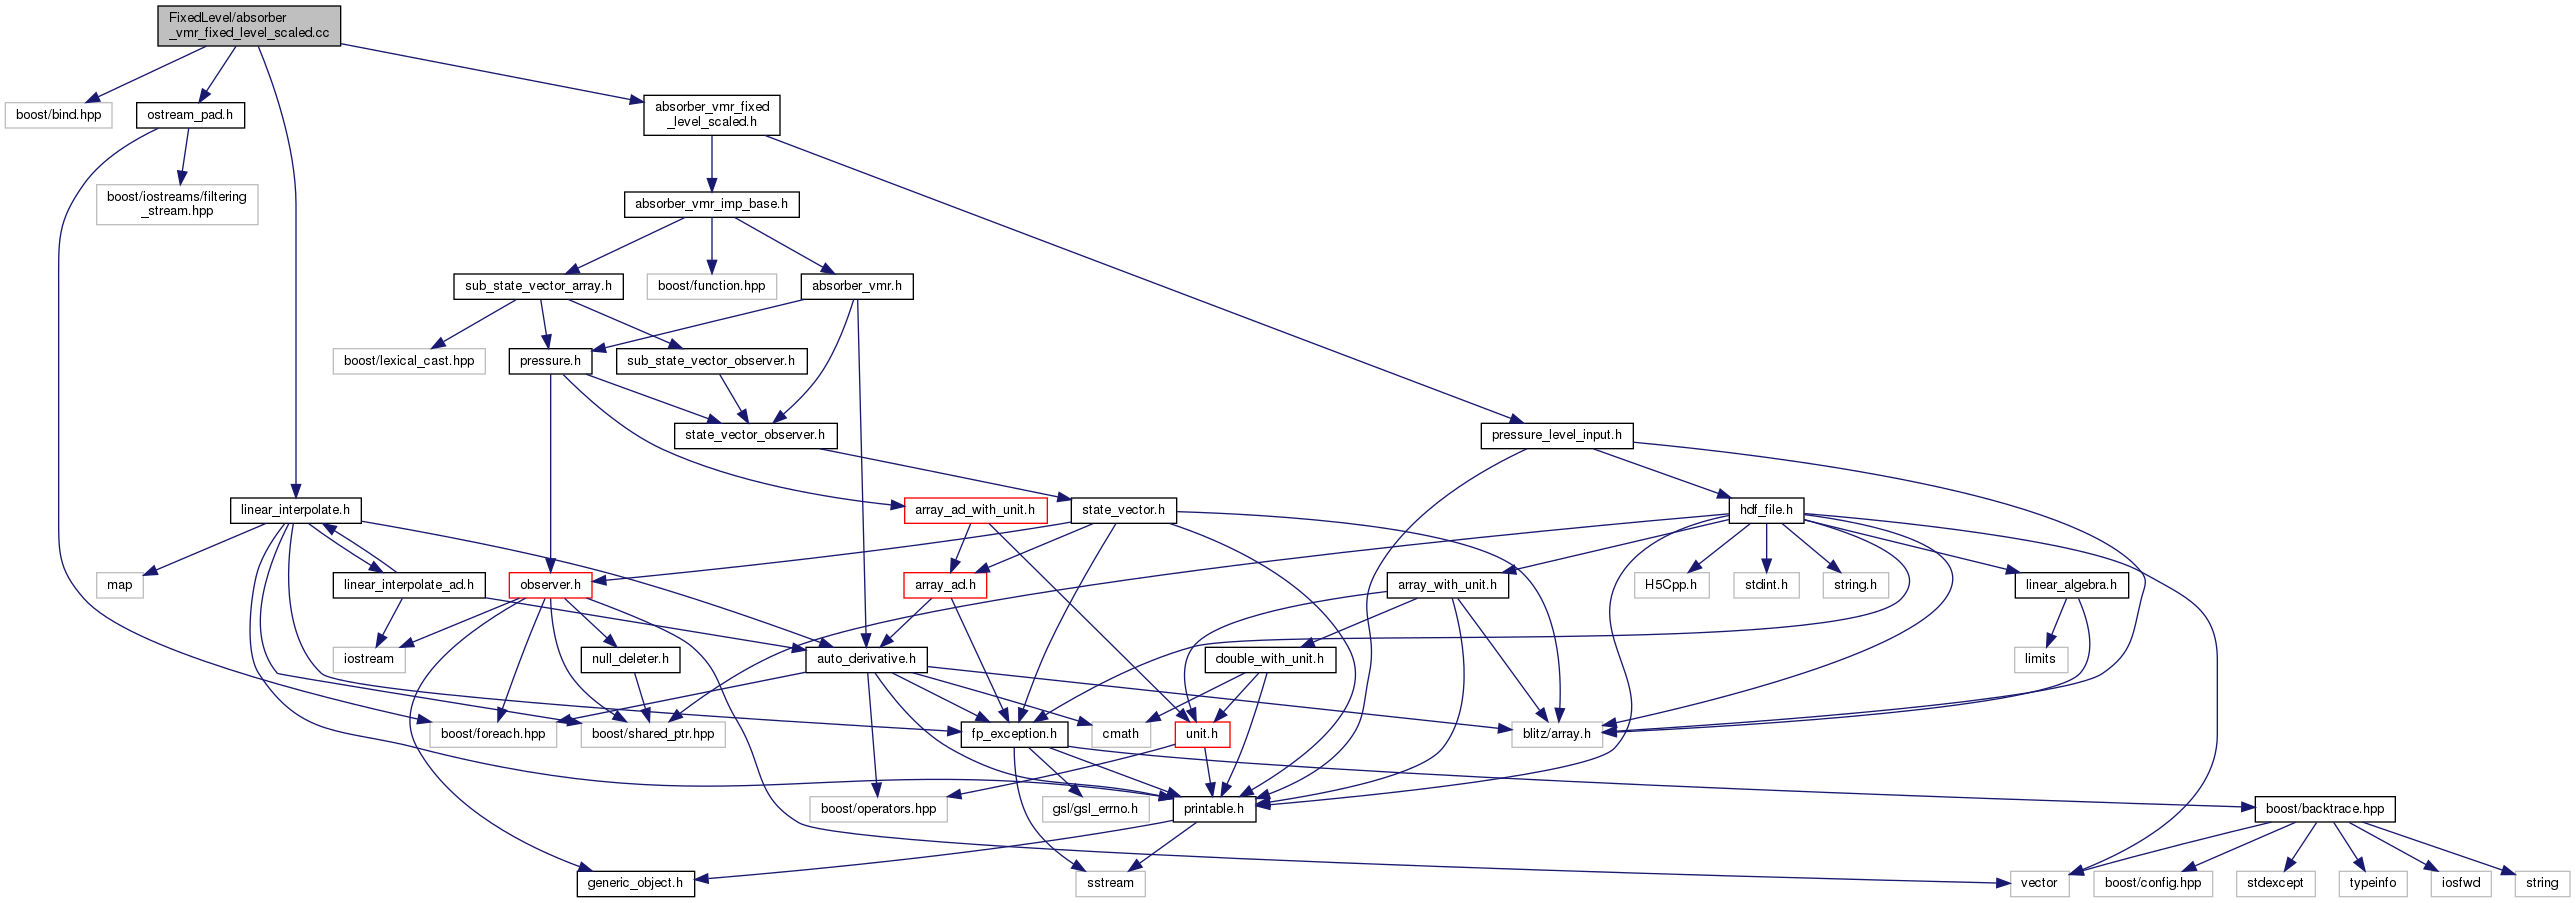 FixedLevel/absorber
_vmr_fixed_level_scaled.cc
boost/bind.hpp
ostream_pad.h
absorber_vmr_fixed
_level_scaled.h
boost/iostreams/filtering
_stream.hpp
absorber_vmr_imp_base.h
sub_state_vector_array.h
boost/function.hpp
absorber_vmr.h
boost/lexical_cast.hpp
pressure.h
sub_state_vector_observer.h
state_vector_observer.h
pressure_level_input.h
linear_interpolate.h
array_ad_with_unit.h
state_vector.h
hdf_file.h
map
linear_interpolate_ad.h
observer.h
array_ad.h
array_with_unit.h
H5Cpp.h
stdint.h
string.h
linear_algebra.h
iostream
null_deleter.h
auto_derivative.h
double_with_unit.h
limits
boost/foreach.hpp
boost/shared_ptr.hpp
fp_exception.h
cmath
unit.h
blitz/array.h
boost/operators.hpp
gsl/gsl_errno.h
printable.h
boost/backtrace.hpp
generic_object.h
sstream
vector
boost/config.hpp
stdexcept
typeinfo
iosfwd
string